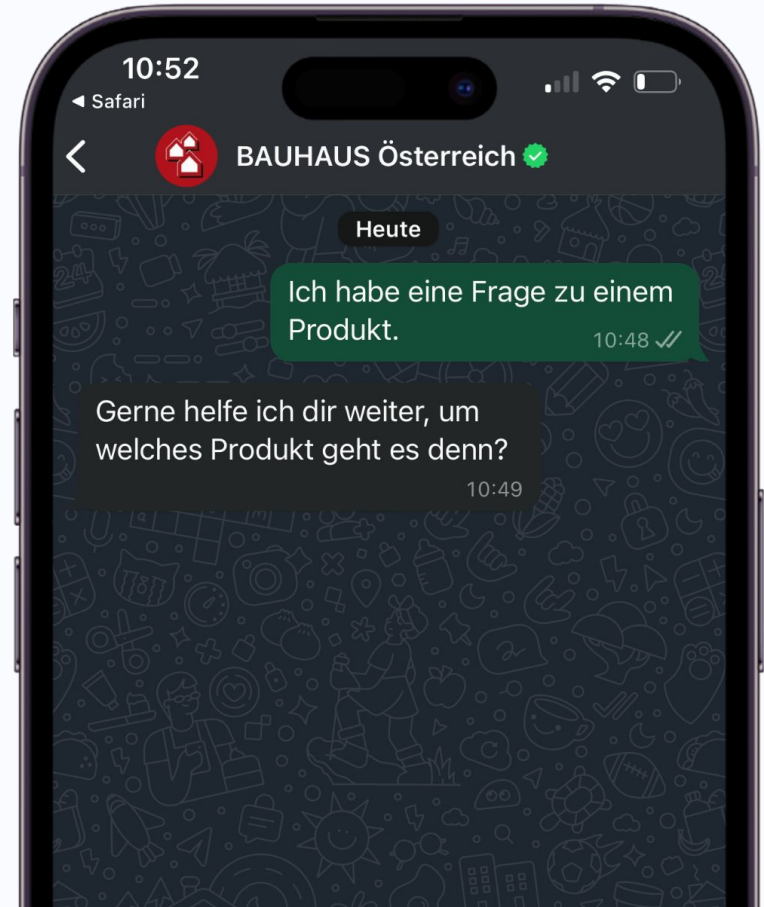 10:52
◀ Safari
BAUHAUS Österreich
Heute
Ich habe eine Frage zu einem
Produkt.
10:48
Gerne helfe ich dir weiter, um
welches Produkt geht es denn?
10:49